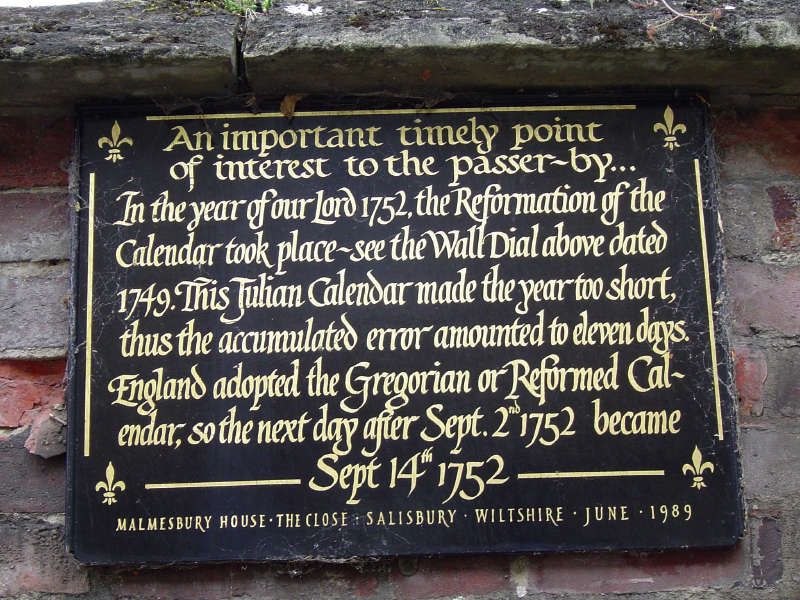 An important timely point
of interest to the passer-by...
In the year of our Lord 1752, the Reformation of the
Calendar took place-see the Wall Dial above dated
1749. This Julian Calendar made the year too short,
thus the accumulated error amounted to eleven days.
England adopted the Gregorian or Reformed Cal-
endar, so the next day after Sept. 2nd 1752 became
Sept 14th 1752
MALMESBURY HOUSE · THE CLOSE : SALISBURY · WILTSHIRE · JUNE · 1989